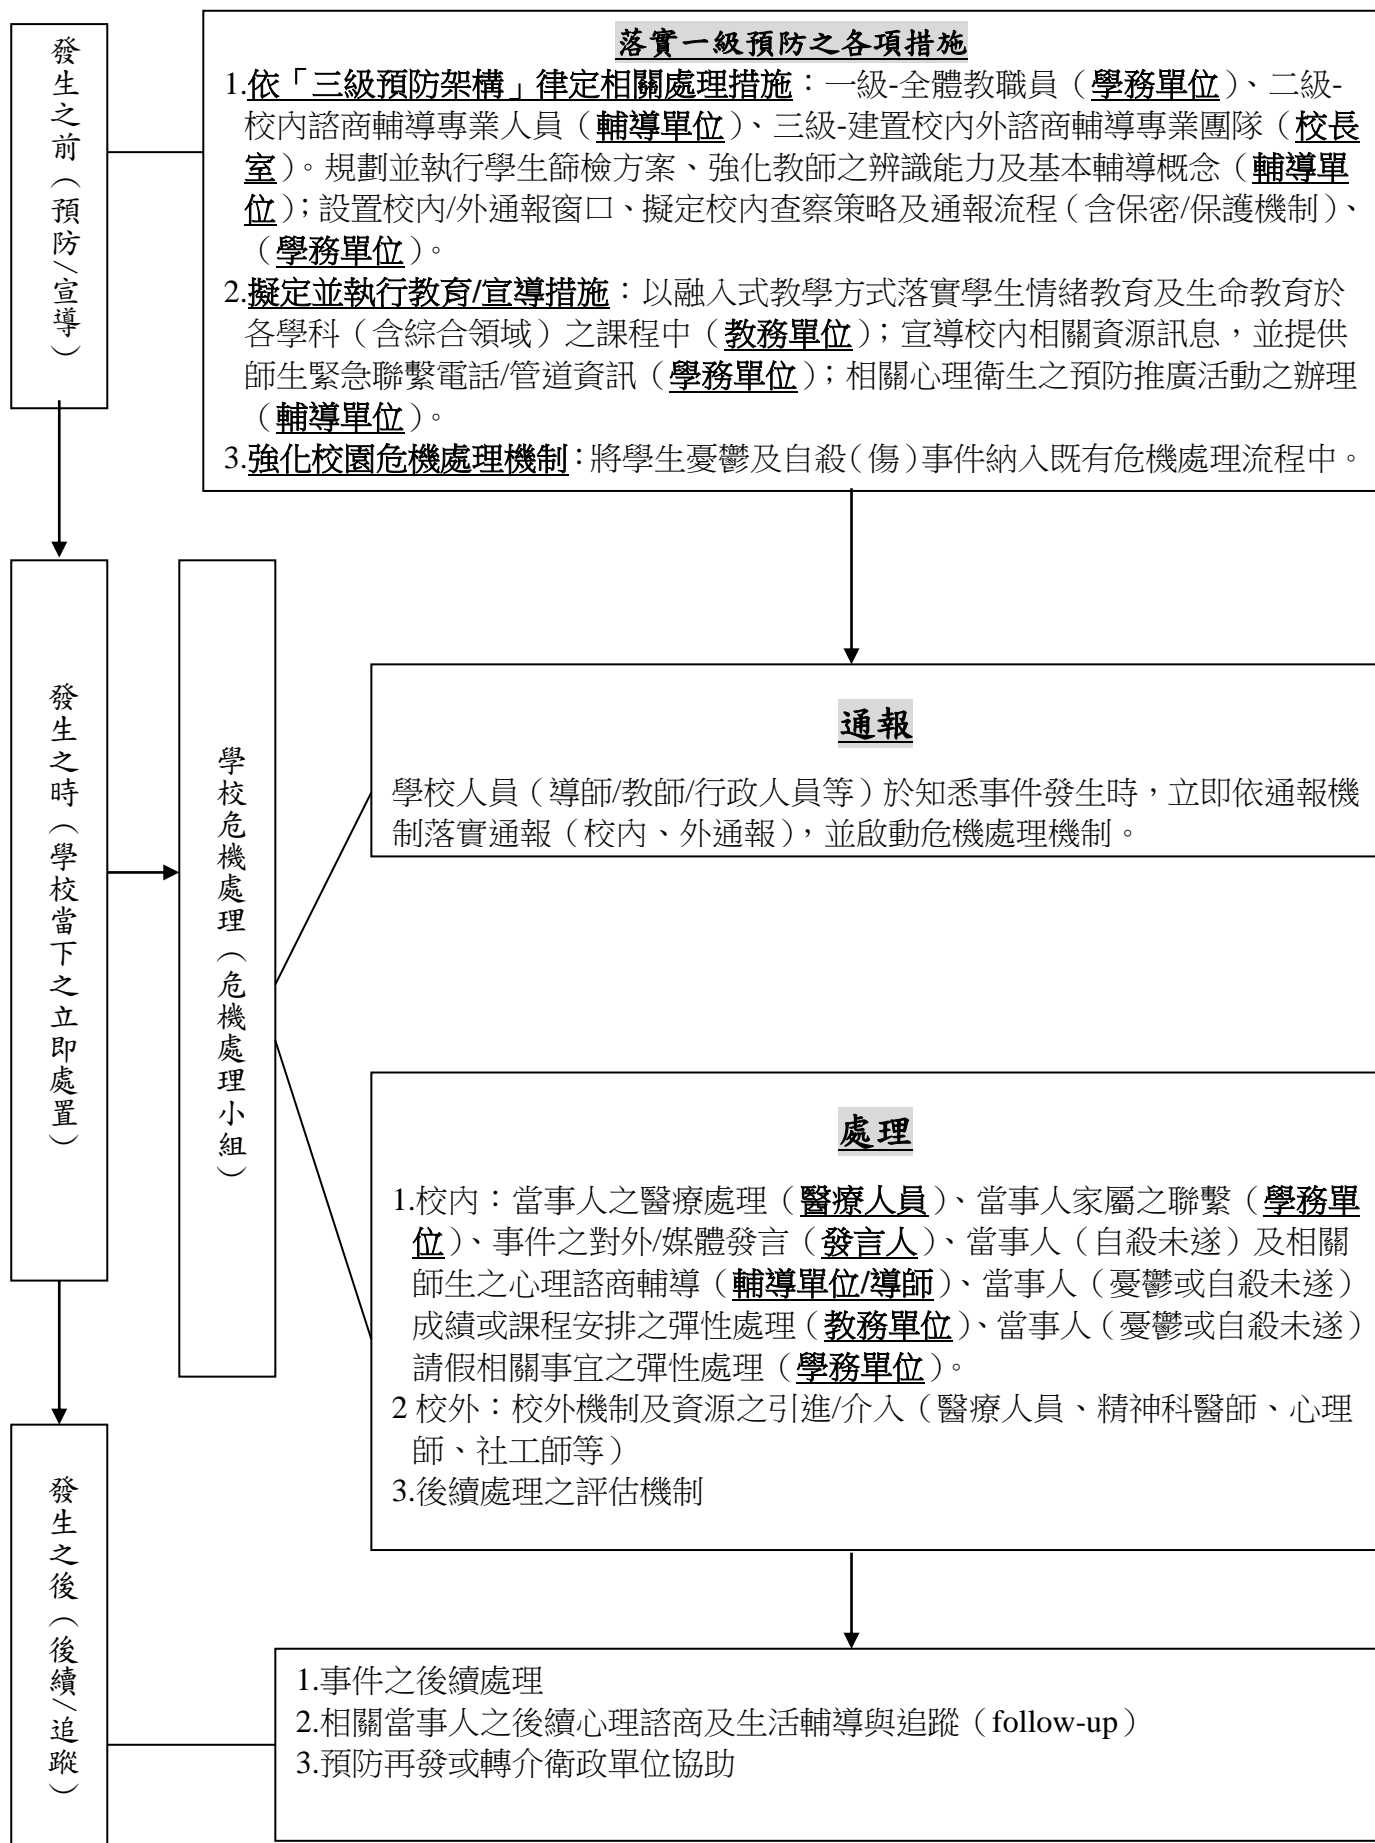 發生之前（預防/宣導）
落實一級預防之各項措施
1.依「三級預防架構」律定相關處理措施：一級-全體教職員（學務單位）、二級-
校內諮商輔導專業人員（輔導單位）、三級-建置校內外諮商輔導專業團隊（校長
室）。規劃並執行學生篩檢方案、強化教師之辨識能力及基本輔導概念（輔導單
位）；設置校內/外通報窗口、擬定校內查察策略及通報流程（含保密/保護機制）、
（學務單位）。
2.擬定並執行教育/宣導措施：以融入式教學方式落實學生情緒教育及生命教育於
各學科（含綜合領域）之課程中（教務單位）；宣導校內相關資源訊息，並提供
師生緊急聯繫電話/管道資訊（學務單位）；相關心理衛生之預防推廣活動之辦理
（輔導單位）。
3.強化校園危機處理機制：將學生憂鬱及自殺（傷）事件納入既有危機處理流程中。
發生之時（學校當下之立即處置）
學校危機處理（危機處理小組）
通報
學校人員（導師/教師/行政人員等）於知悉事件發生時，立即依通報機
制落實通報（校內、外通報），並啟動危機處理機制。
處理
1.校內：當事人之醫療處理（醫療人員）、當事人家屬之聯繫（學務單
位）、事件之對外/媒體發言（發言人）、當事人（自殺未遂）及相關
師生之心理諮商輔導（輔導單位/導師）、當事人（憂鬱或自殺未遂）
成績或課程安排之彈性處理（教務單位）、當事人（憂鬱或自殺未遂）
請假相關事宜之彈性處理（學務單位）。
2 校外：校外機制及資源之引進/介入（醫療人員、精神科醫師、心理
師、社工師等）
3.後續處理之評估機制
發生之後（後續/追蹤）
1.事件之後續處理
2.相關當事人之後續心理諮商及生活輔導與追蹤（follow-up）
3.預防再發或轉介衛政單位協助